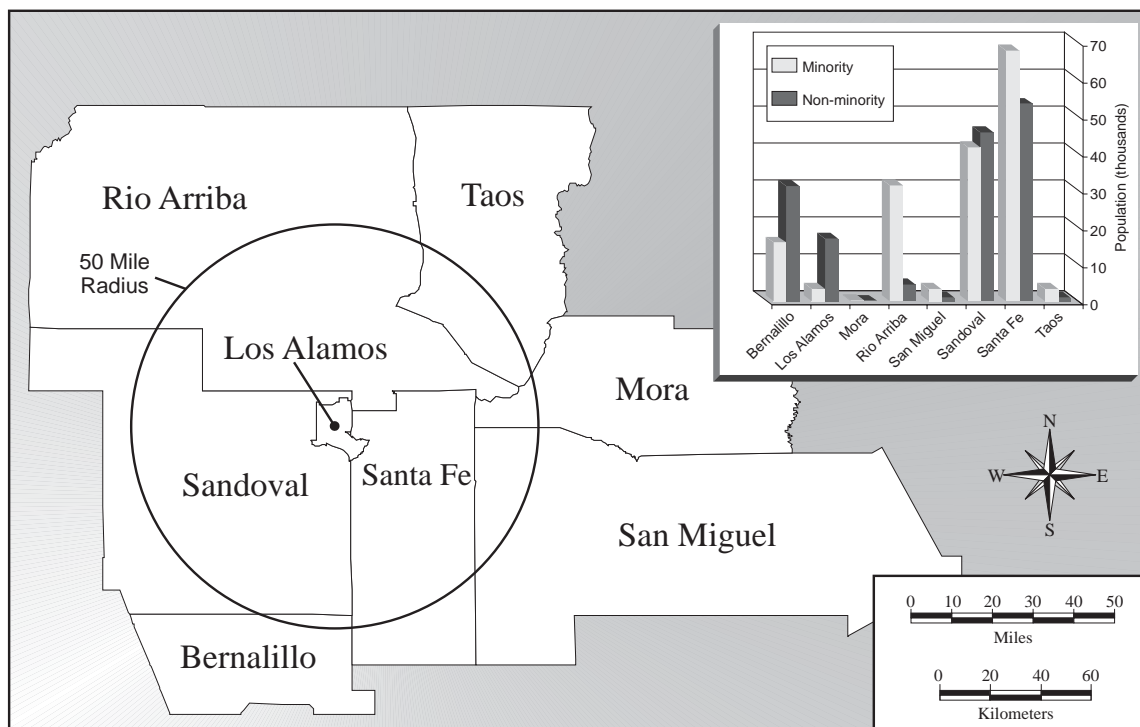 Minority
Non-minority
70
60
50
40
30
20
10
0
Population (thousands)
Bernalillo
Los Alamos
Mora
Rio Arriba
San Miguel
Sandoval
Santa Fe
Taos
Rio Arriba
Taos
50 Mile
Radius
Los Alamos
Mora
Sandoval
Santa Fe
San Miguel
Bernalillo
N
W E
S
0 10 20 30 40 50
Miles
0 20 40 60
Kilometers